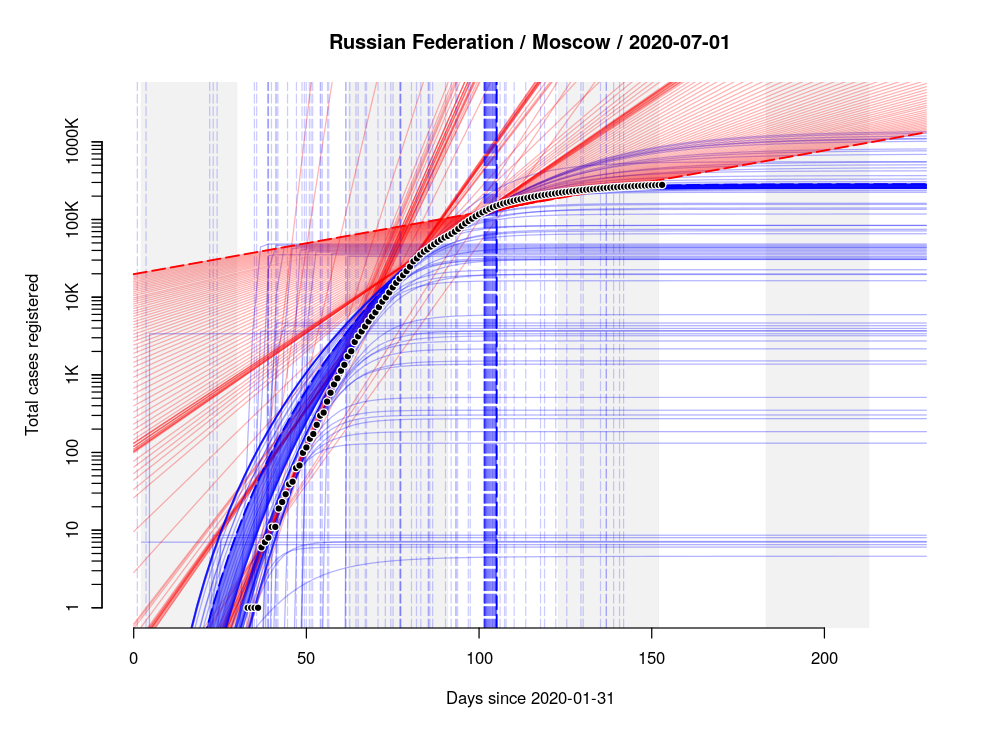 Russian Federation / Moscow / 2020-07-01
Total cases registered
1000K
100K
10K
1K
100
10
1
0 50 100 150 200
Days since 2020-01-31